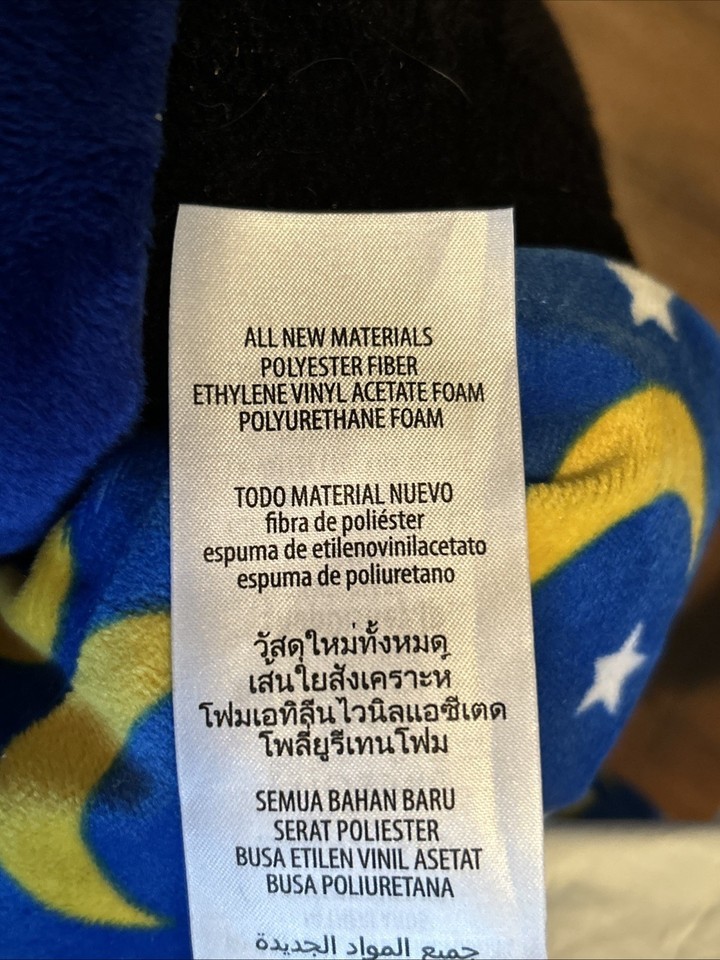 ALL NEW MATERIALS
POLYESTER FIBER
ETHYLENE VINYL ACETATE FOAM
POLYURETHANE FOAM
TODO MATERIAL NUEVO
fibra de poliéster
espuma de etilenovinilacetato
espuma de poliuretano
วัสดุใหม่ทั้งหมด
เส้นใยสังเคราะห์
โฟมเอทิลีนไวนิลแอซีเตด
โพลี่ยูรีเทนโฟม
SEMUA BAHAN BARU
SERAT POLIESTER
BUSA ETILEN VINIL ASETAT
BUSA POLIURETANA
جميع المواد الجديدة